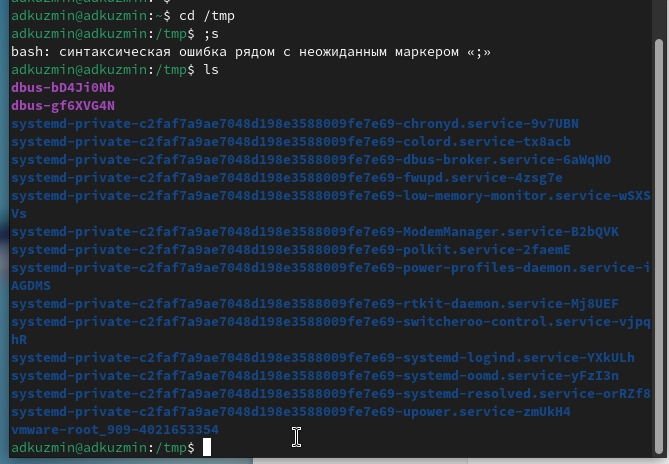 adkuzmin@adkuzmin:~$ cd /tmp
adkuzmin@adkuzmin:/tmp$ ;s
bash: синтаксическая ошибка рядом с неожиданным маркером «;»
adkuzmin@adkuzmin:/tmp$ ls
dbus-bD4Ji0Nb
dbus-gf6XVG4N
systemd-private-c2faf7a9ae7048d198e3588009fe7e69-chronyd.service-9v7UBN
systemd-private-c2faf7a9ae7048d198e3588009fe7e69-colord.service-tx8acb
systemd-private-c2faf7a9ae7048d198e3588009fe7e69-dbus-broker.service-6aWqNO
systemd-private-c2faf7a9ae7048d198e3588009fe7e69-fwupd.service-4zsg7e
systemd-private-c2faf7a9ae7048d198e3588009fe7e69-low-memory-monitor.service-wSXS
Vs
systemd-private-c2faf7a9ae7048d198e3588009fe7e69-ModemManager.service-B2bQVK
systemd-private-c2faf7a9ae7048d198e3588009fe7e69-polkit.service-2faemE
systemd-private-c2faf7a9ae7048d198e3588009fe7e69-power-profiles-daemon.service-i
AGDMS
systemd-private-c2faf7a9ae7048d198e3588009fe7e69-rtkit-daemon.service-Mj8UEF
systemd-private-c2faf7a9ae7048d198e3588009fe7e69-switcheroo-control.service-vjpq
hR
systemd-private-c2faf7a9ae7048d198e3588009fe7e69-systemd-logind.service-YXkULh
systemd-private-c2faf7a9ae7048d198e3588009fe7e69-systemd-oomd.service-yFzI3n
systemd-private-c2faf7a9ae7048d198e3588009fe7e69-systemd-resolved.service-orRZf8
systemd-private-c2faf7a9ae7048d198e3588009fe7e69-upower.service-zmUkH4
vmware-root_909-4021653354
adkuzmin@adkuzmin:/tmp$